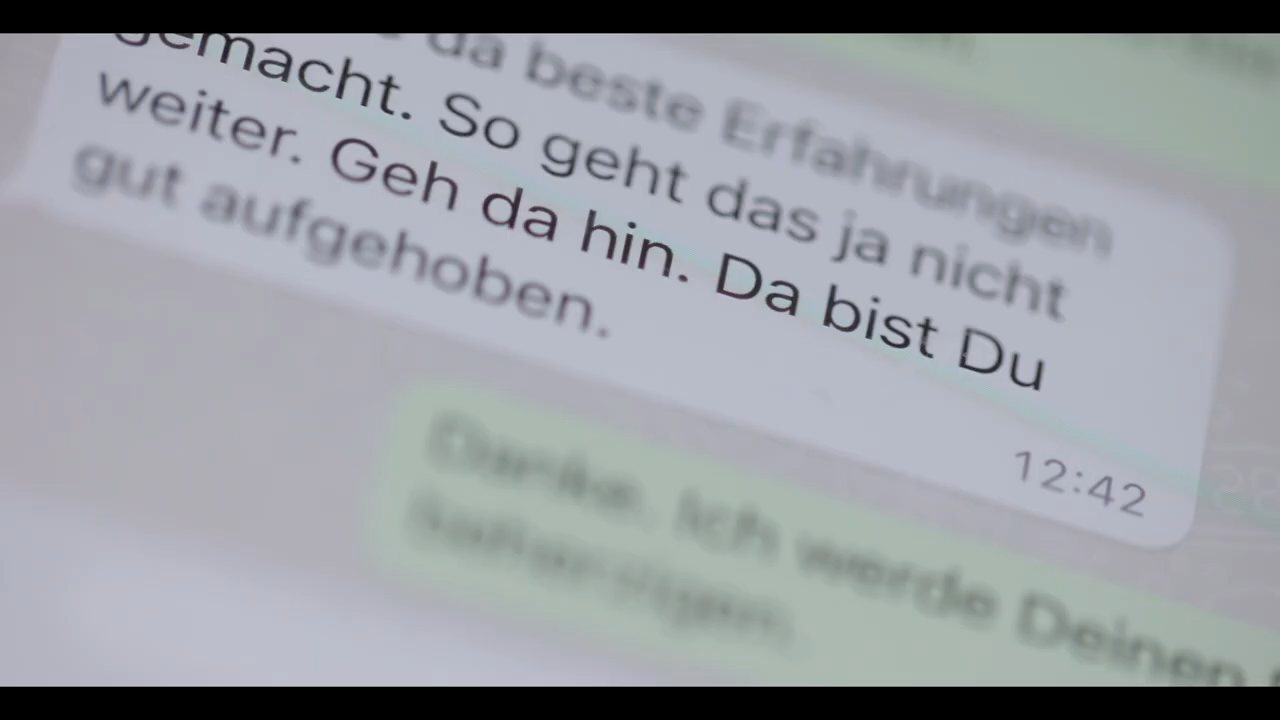 da beste Erfahrungen
gemacht. So geht das ja nicht
weiter. Geh da hin. Da bist Du
gut aufgehoben.
12:42
Danke. Ich werde Deinen
beherzigen.